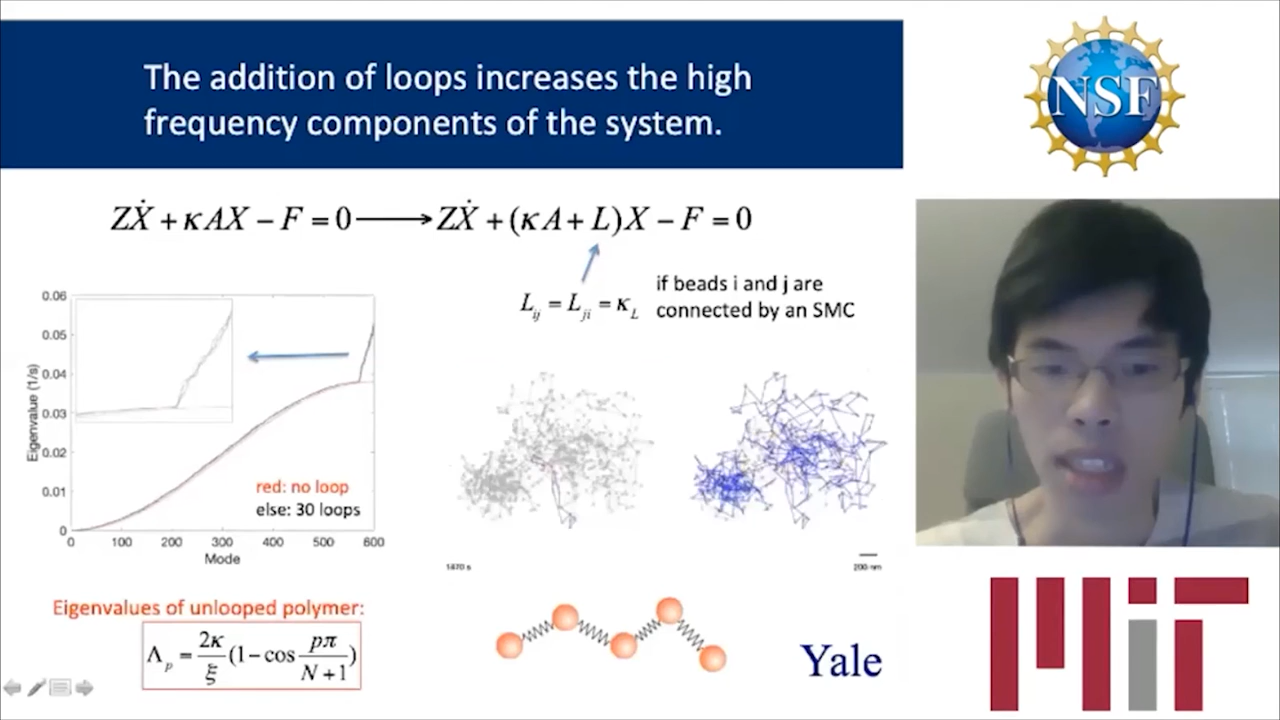 The addition of loops increases the high
frequency components of the system.
NSF
ZẊ + κAX − F = 0 ⟶ ZẊ + (κA + L)X − F = 0
L_ij = L_ji = κ_L
if beads i and j are
connected by an SMC
0.06
0.05
0.04
0.03
0.02
0.01
0
Eigenvalue (1/s)
0 100 200 300 400 500 600
Mode
red: no loop
else: 30 loops
200 nm
Eigenvalues of unlooped polymer:
Λ_p = 2κ/ξ (1 − cos pπ/(N + 1))
Yale
MIT